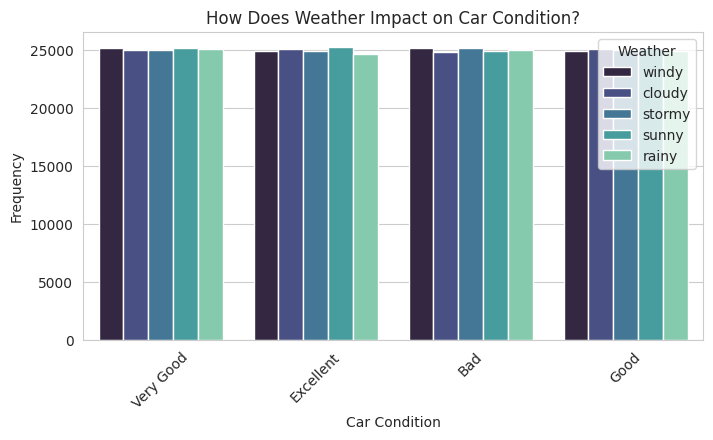 How Does Weather Impact on Car Condition?
Weather
windy
cloudy
stormy
sunny
rainy
Frequency
25000
20000
15000
10000
5000
0
Very Good
Excellent
Bad
Good
Car Condition